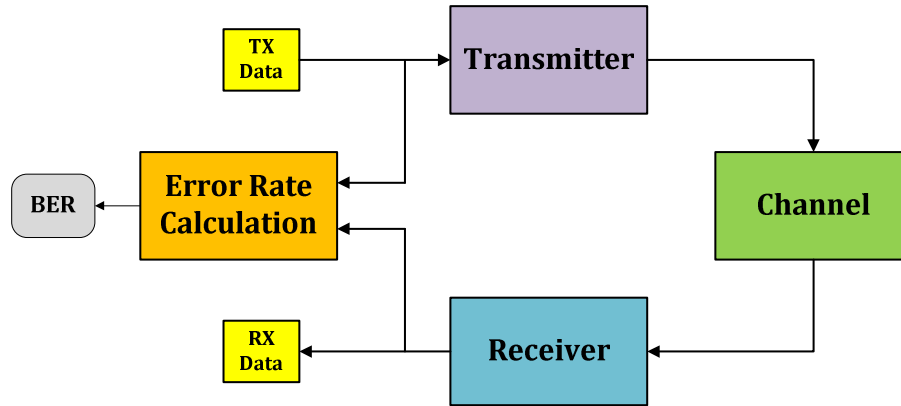 TX
Data
Transmitter
Error Rate
Calculation
BER
Channel
RX
Data
Receiver